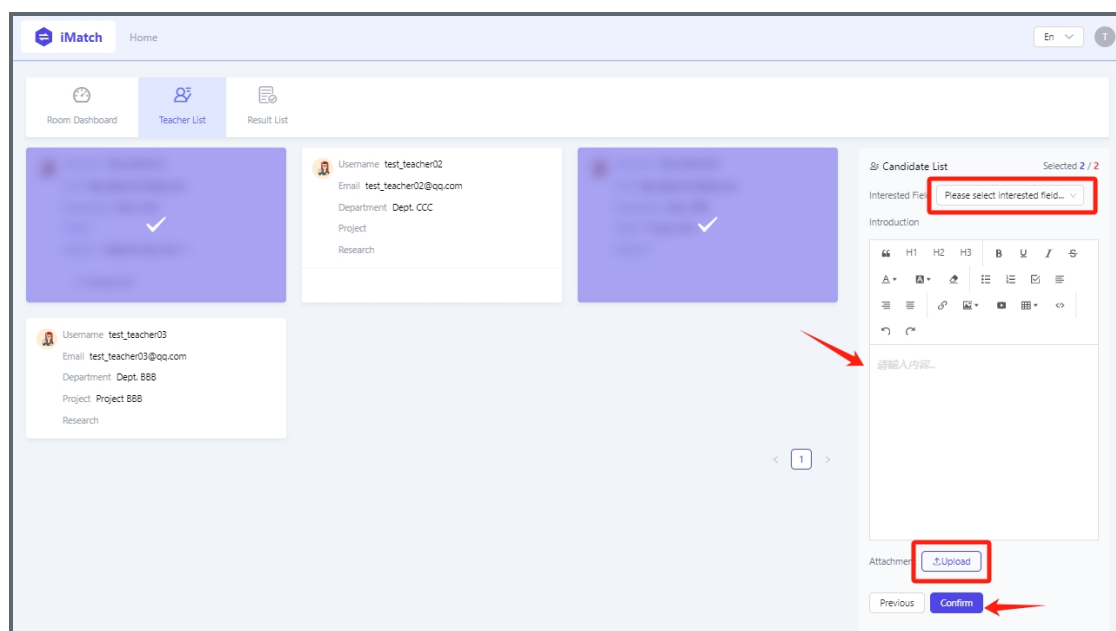 iMatch Home En T
Room Dashboard Teacher List Result List
Username test_teacher02
Email test_teacher02@qq.com
Department Dept. CCC
Project
Research
Username test_teacher03
Email test_teacher03@qq.com
Department Dept. BBB
Project Project BBB
Research
1
Candidate List Selected 2 / 2
Interested Fiel Please select interested field...
Introduction
H1 H2 H3 B U I S
A A
请输入内容...
Attachmen Upload
Previous Confirm